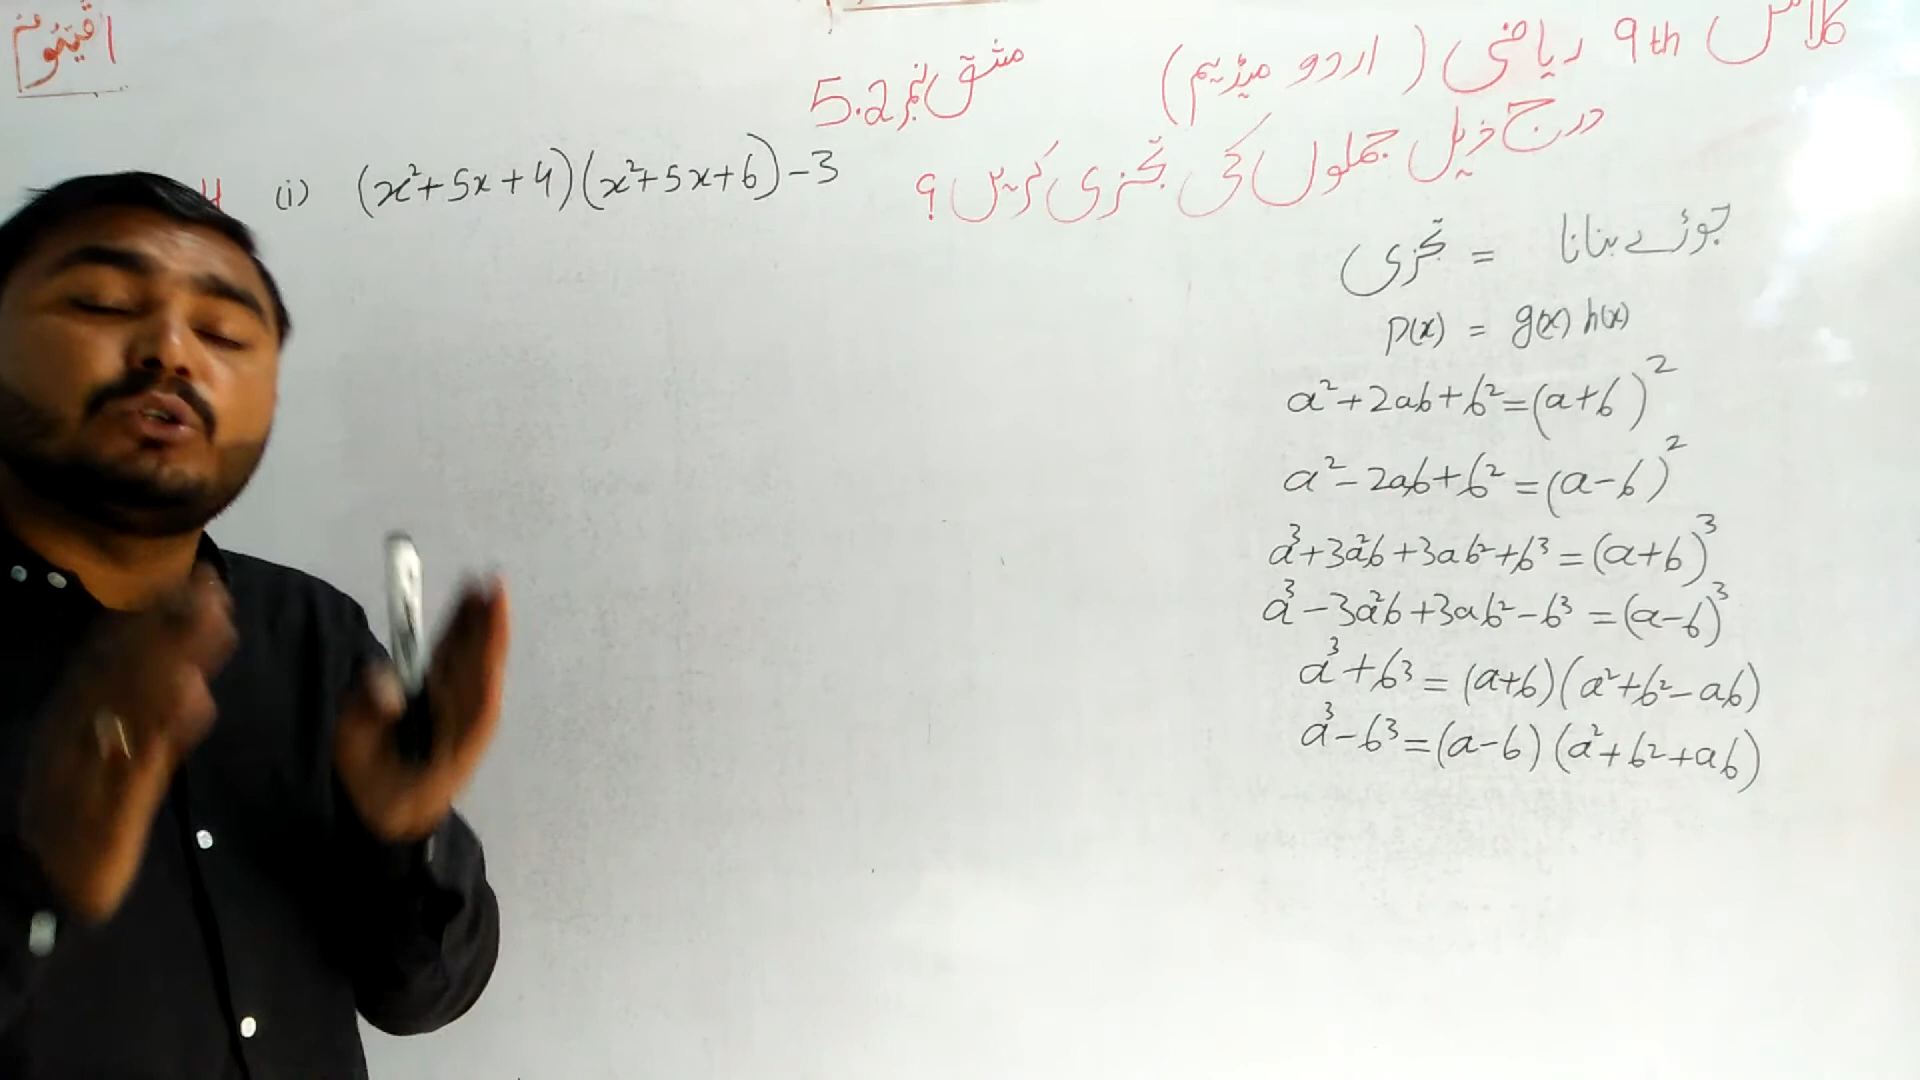 کلاس 9th ریاضی (اردو میڈیم) مشق نمبر 5.2
درج ذیل جملوں کی تجزی کریں؟
(i) (x²+5x+4)(x²+5x+6)-3
تجزی = جوڑے بنانا
p(x) = g(x) h(x)
a²+2ab+b²=(a+b)²
a²-2ab+b²=(a-b)²
a³+3a²b+3ab²+b³=(a+b)³
a³-3a²b+3ab²-b³=(a-b)³
a³+b³=(a+b)(a²+b²-ab)
a³-b³=(a-b)(a²+b²+ab)